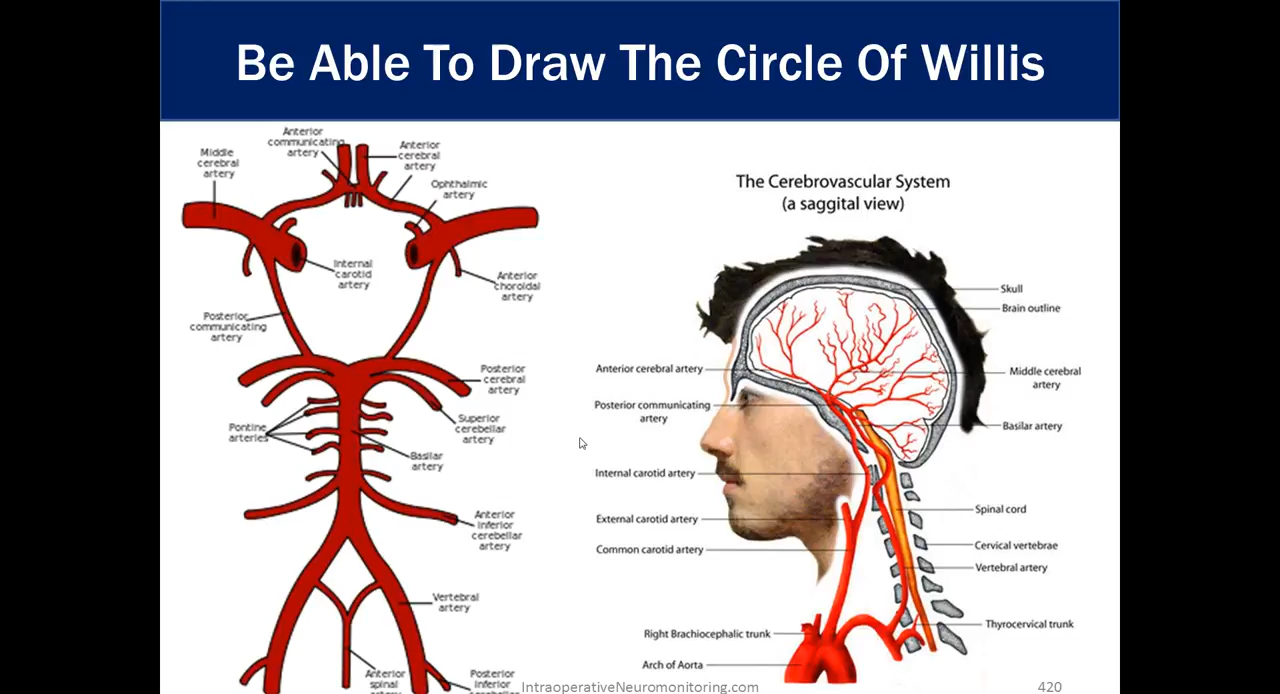 Be Able To Draw The Circle Of Willis
Anterior
communicating
artery
Middle
cerebral
artery
Anterior
cerebral
artery
Ophthalmic
artery
Internal
carotid
artery
Anterior
choroidal
artery
Posterior
communicating
artery
Posterior
cerebral
artery
Superior
cerebellar
artery
Pontine
arteries
Basilar
artery
Anterior
inferior
cerebellar
artery
Vertebral
artery
Anterior
spinal
artery
Posterior
inferior
cerebellar
The Cerebrovascular System
(a saggital view)
Skull
Brain outline
Anterior cerebral artery
Middle cerebral
artery
Posterior communicating
artery
Basilar artery
Internal carotid artery
Spinal cord
External carotid artery
Cervical vertebrae
Common carotid artery
Vertebral artery
Thyrocervical trunk
Right Brachiocephalic trunk
Arch of Aorta
IntraoperativeNeuromonitoring.com
420